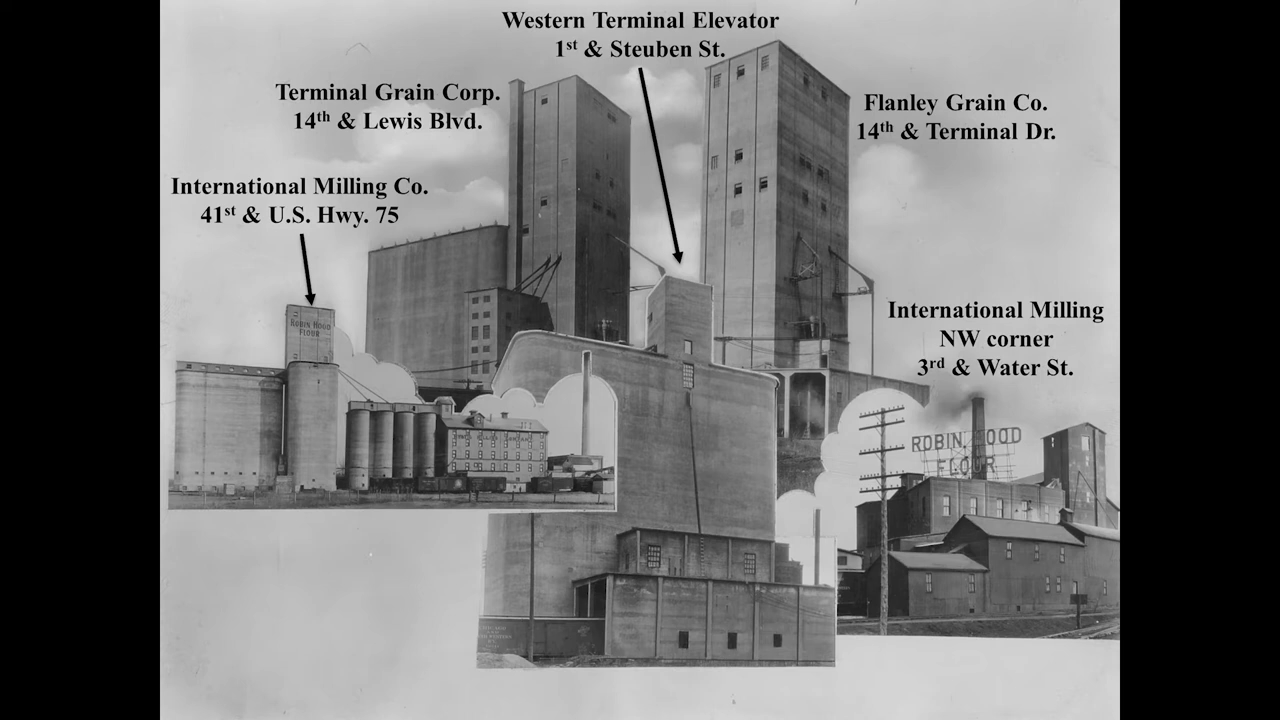 Western Terminal Elevator
1st & Steuben St.
Terminal Grain Corp.
14th & Lewis Blvd.
Flanley Grain Co.
14th & Terminal Dr.
International Milling Co.
41st & U.S. Hwy. 75
International Milling
NW corner
3rd & Water St.
ROBIN HOOD
FLOUR
ROBIN HOOD
FLOUR